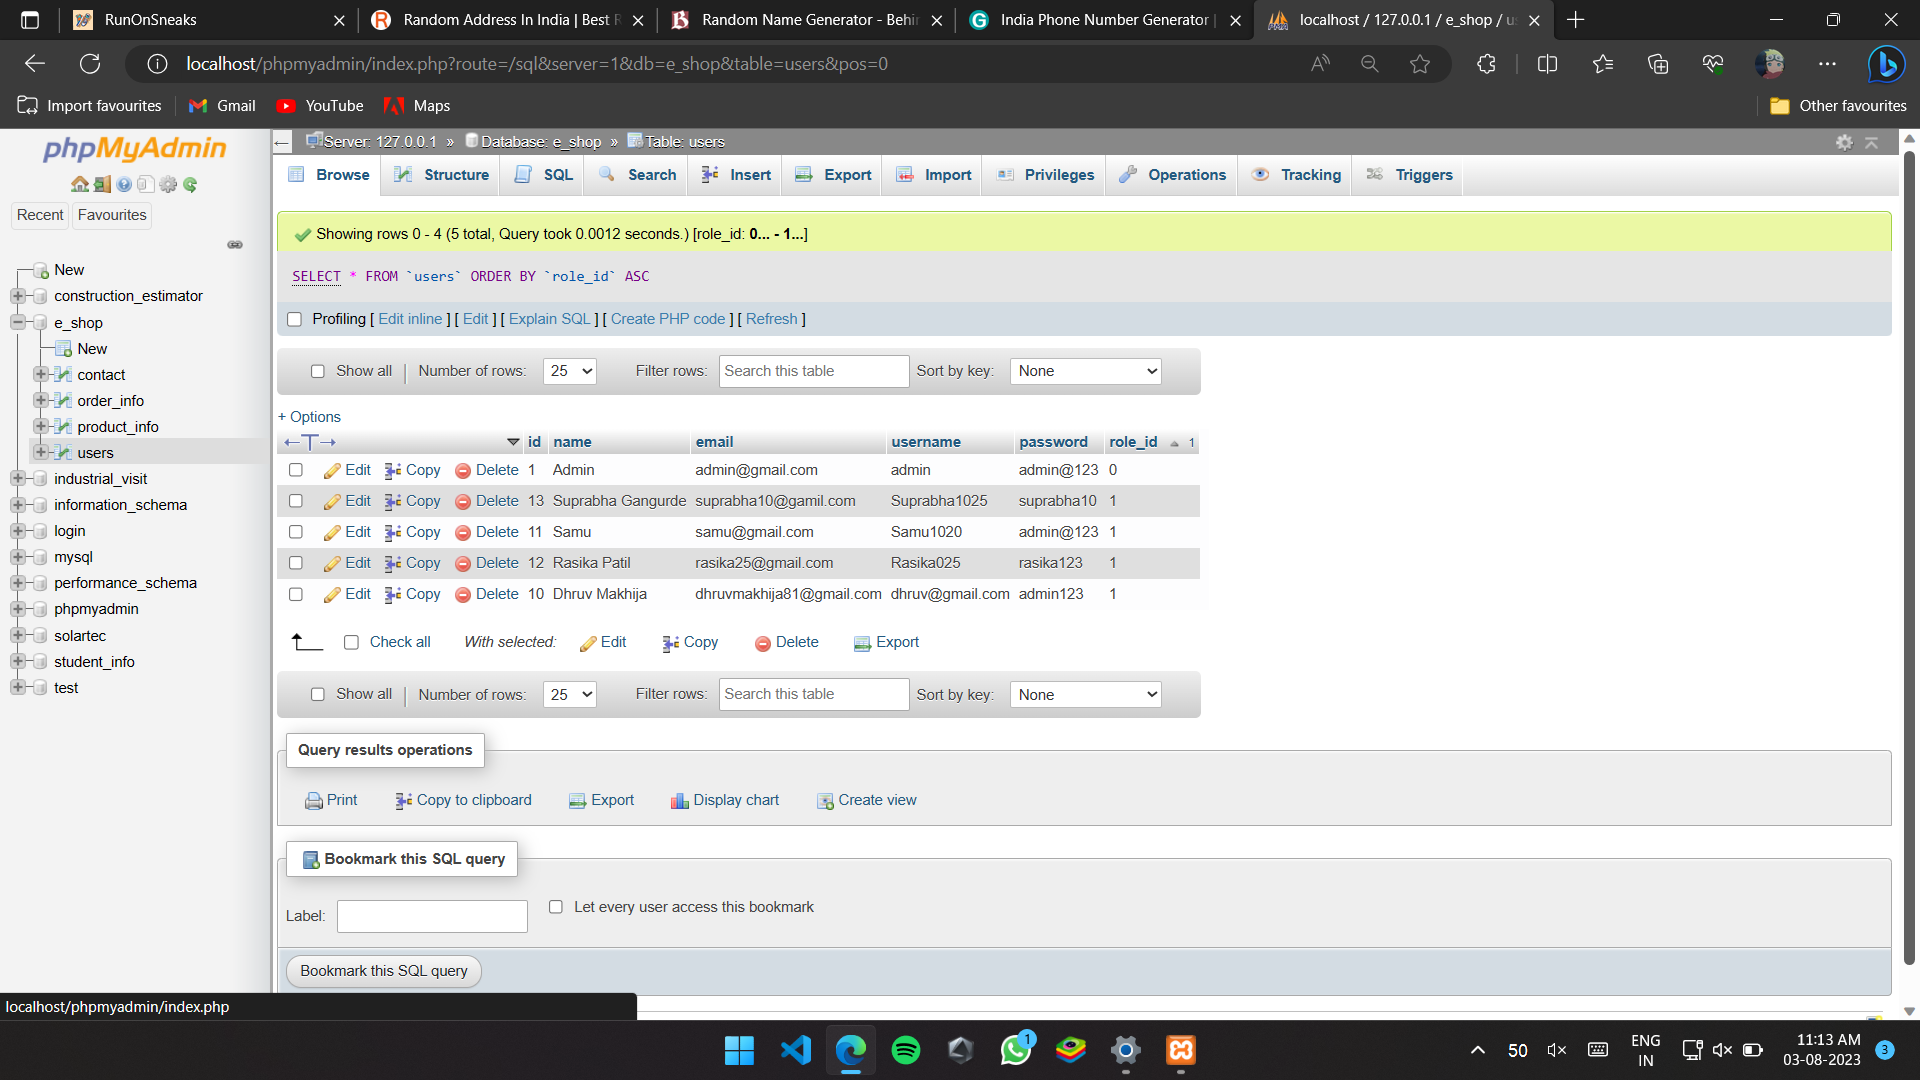 RunOnSneaks
Random Address In India | Best R
Random Name Generator - Behin
India Phone Number Generator |
localhost / 127.0.0.1 / e_shop / us
localhost/phpmyadmin/index.php?route=/sql&server=1&db=e_shop&table=users&pos=0
Import favourites
Gmail
YouTube
Maps
Other favourites
phpMyAdmin
Recent
Favourites
New
construction_estimator
e_shop
New
contact
order_info
product_info
users
industrial_visit
information_schema
login
mysql
performance_schema
phpmyadmin
solartec
student_info
test
Server: 127.0.0.1 » Database: e_shop » Table: users
Browse Structure SQL Search Insert Export Import Privileges Operations Tracking Triggers
Showing rows 0 - 4 (5 total, Query took 0.0012 seconds.) [role_id: 0... - 1...]
SELECT * FROM `users` ORDER BY `role_id` ASC
Profiling [ Edit inline ] [ Edit ] [ Explain SQL ] [ Create PHP code ] [ Refresh ]
Show all | Number of rows: 25 Filter rows: Search this table Sort by key: None
+ Options
←T→ id name email username password role_id 1
Edit Copy Delete 1 Admin admin@gmail.com admin admin@123 0
Edit Copy Delete 13 Suprabha Gangurde suprabha10@gamil.com Suprabha1025 suprabha10 1
Edit Copy Delete 11 Samu samu@gmail.com Samu1020 admin@123 1
Edit Copy Delete 12 Rasika Patil rasika25@gmail.com Rasika025 rasika123 1
Edit Copy Delete 10 Dhruv Makhija dhruvmakhija81@gmail.com dhruv@gmail.com admin123 1
Check all With selected: Edit Copy Delete Export
Show all | Number of rows: 25 Filter rows: Search this table Sort by key: None
Query results operations
Print Copy to clipboard Export Display chart Create view
Bookmark this SQL query
Label:
Let every user access this bookmark
Bookmark this SQL query
localhost/phpmyadmin/index.php
1
50
ENG
IN
11:13 AM
03-08-2023
3